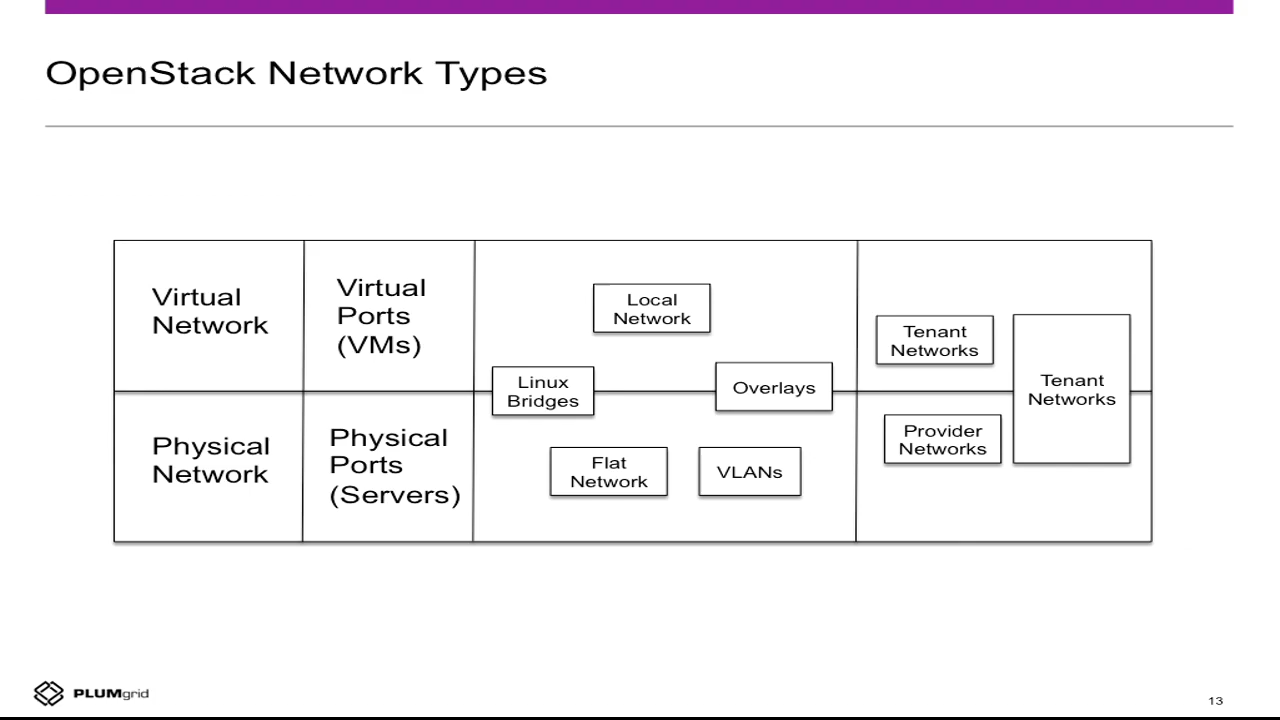 OpenStack Network Types
Virtual
Network
Virtual
Ports
(VMs)
Local
Network
Tenant
Networks
Tenant
Networks
Linux
Bridges
Overlays
Physical
Network
Physical
Ports
(Servers)
Flat
Network
VLANs
Provider
Networks
PLUMgrid
13